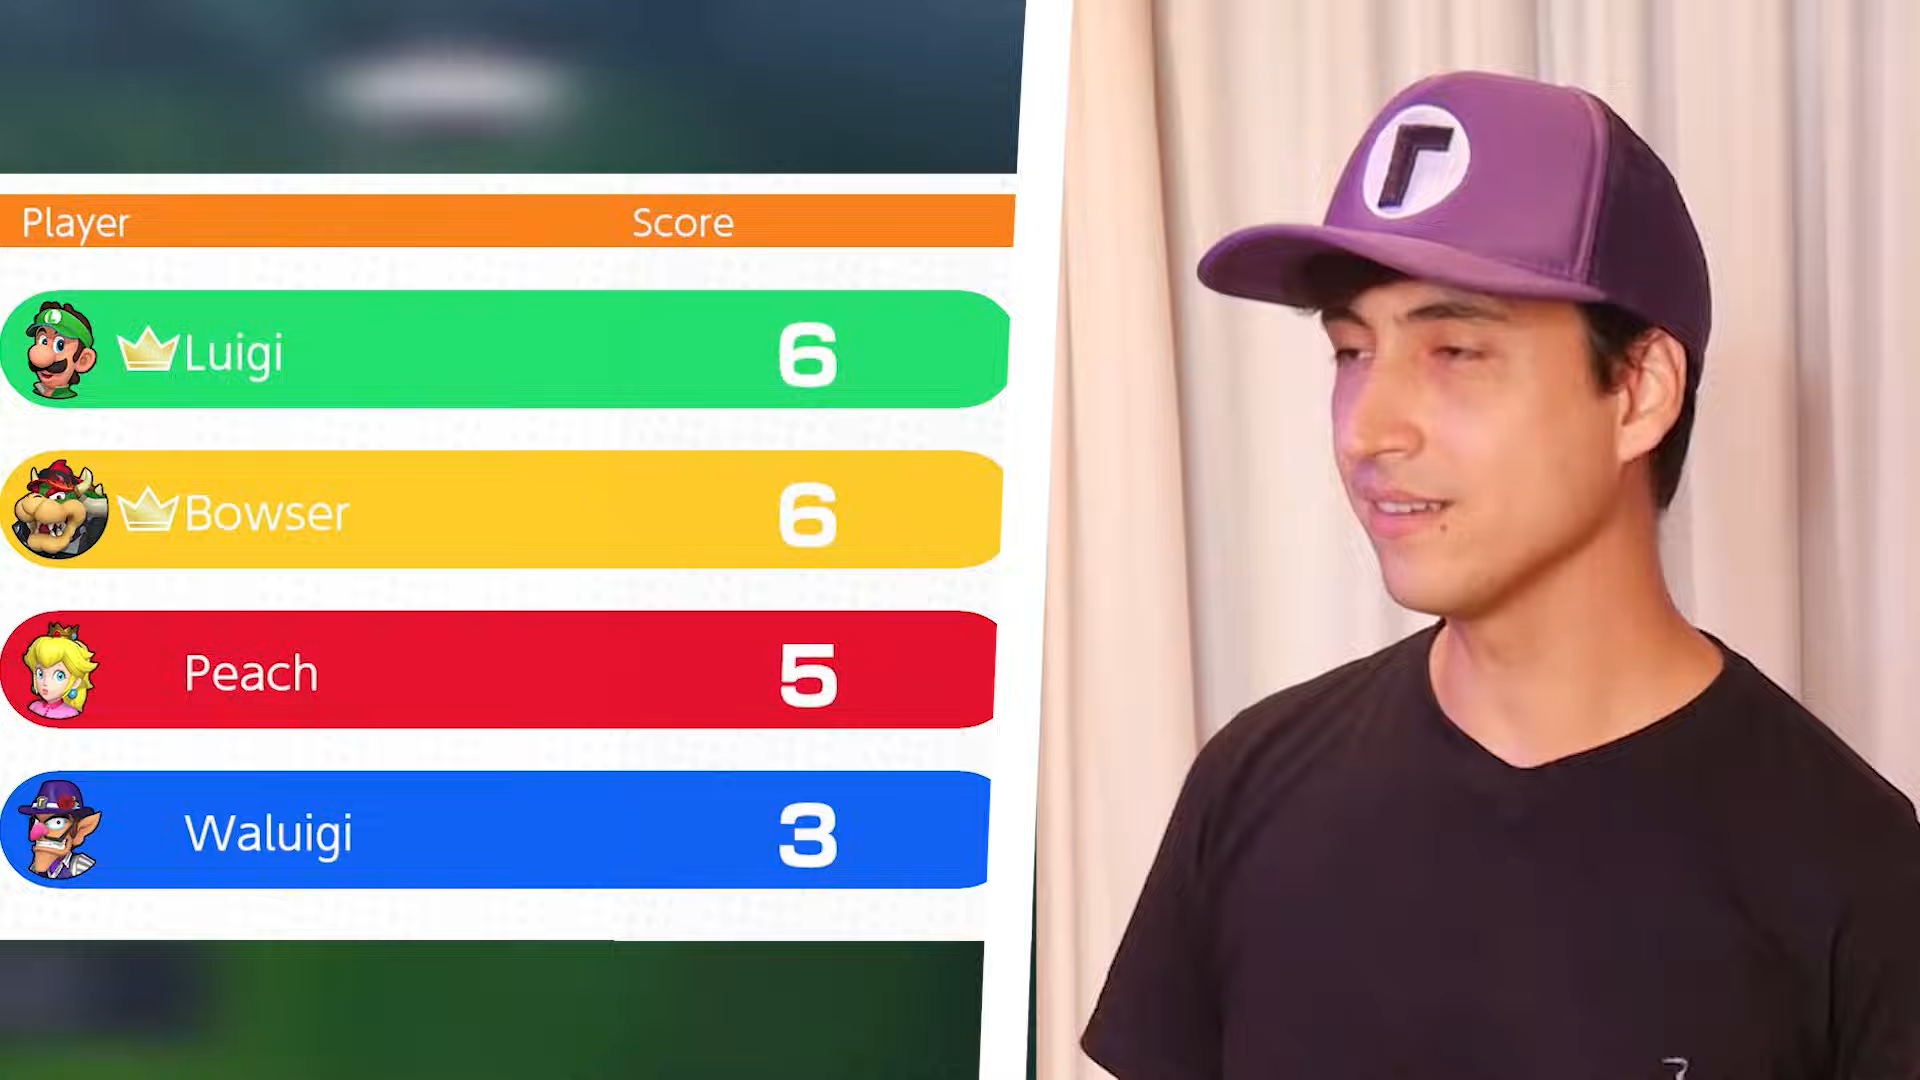 Player Score
Luigi 6
Bowser 6
Peach 5
Waluigi 3